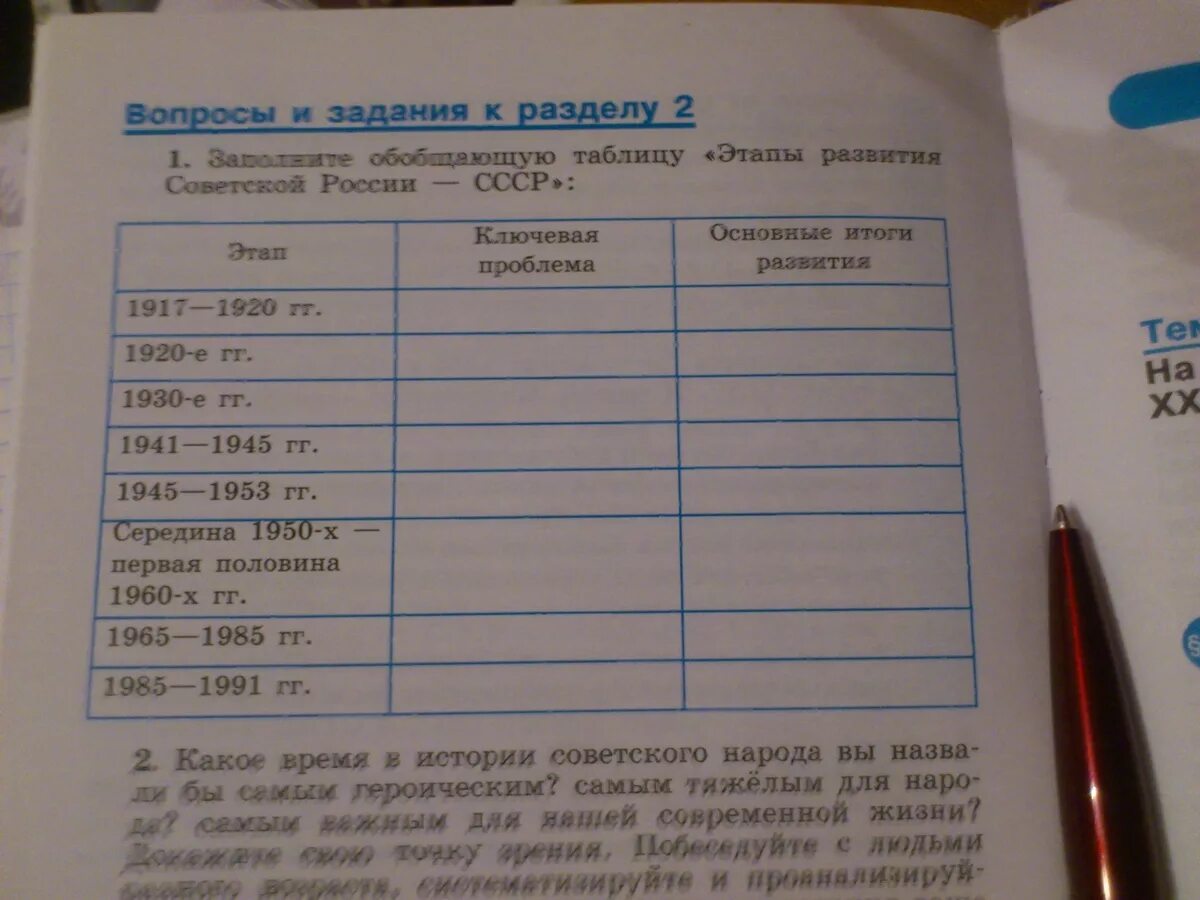 Вопросы и задания к разделу 2
1. Заполните обобщающую таблицу «Этапы развития
Советской России — СССР»:
Этап
Ключевая
проблема
Основные итоги
развития
1917—1920 гг.
1920-е гг.
1930-е гг.
1941—1945 гг.
1945—1953 гг.
Середина 1950-х —
первая половина
1960-х гг.
1965—1985 гг.
1985—1991 гг.
2. Какое время в истории советского народа вы назва-
ли бы самым героическим? самым тяжёлым для наро-
да? самым важным для нашей современной жизни?
Докажите свою точку зрения. Побеседуйте с людьми
разного возраста, систематизируйте и проанализируй-
Тем
На
XX
§